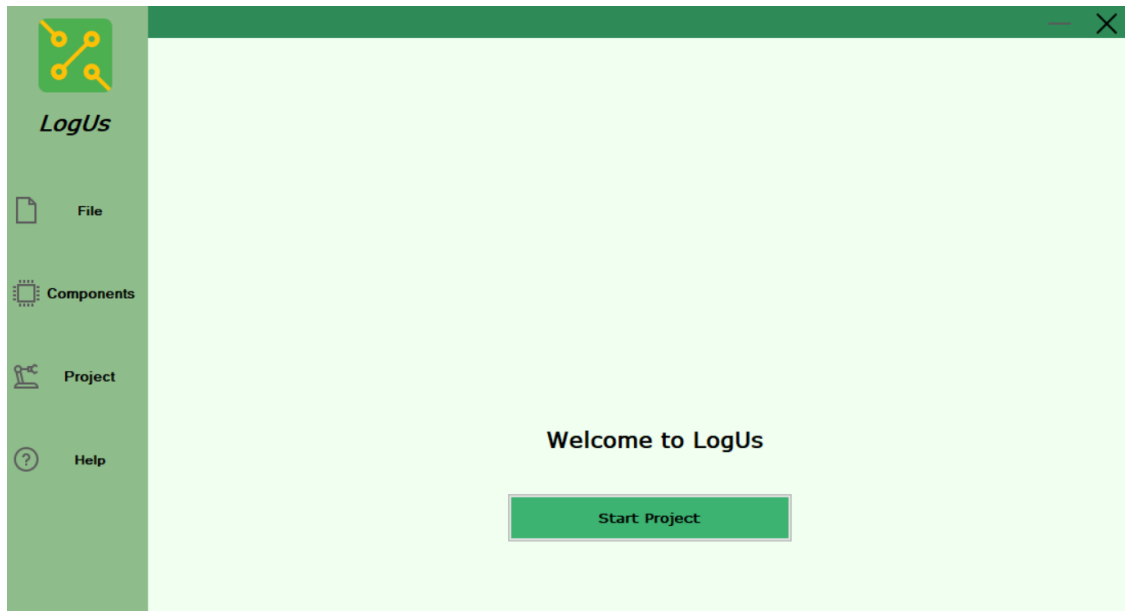 LogUs
File
Components
Project
Help
Welcome to LogUs
Start Project